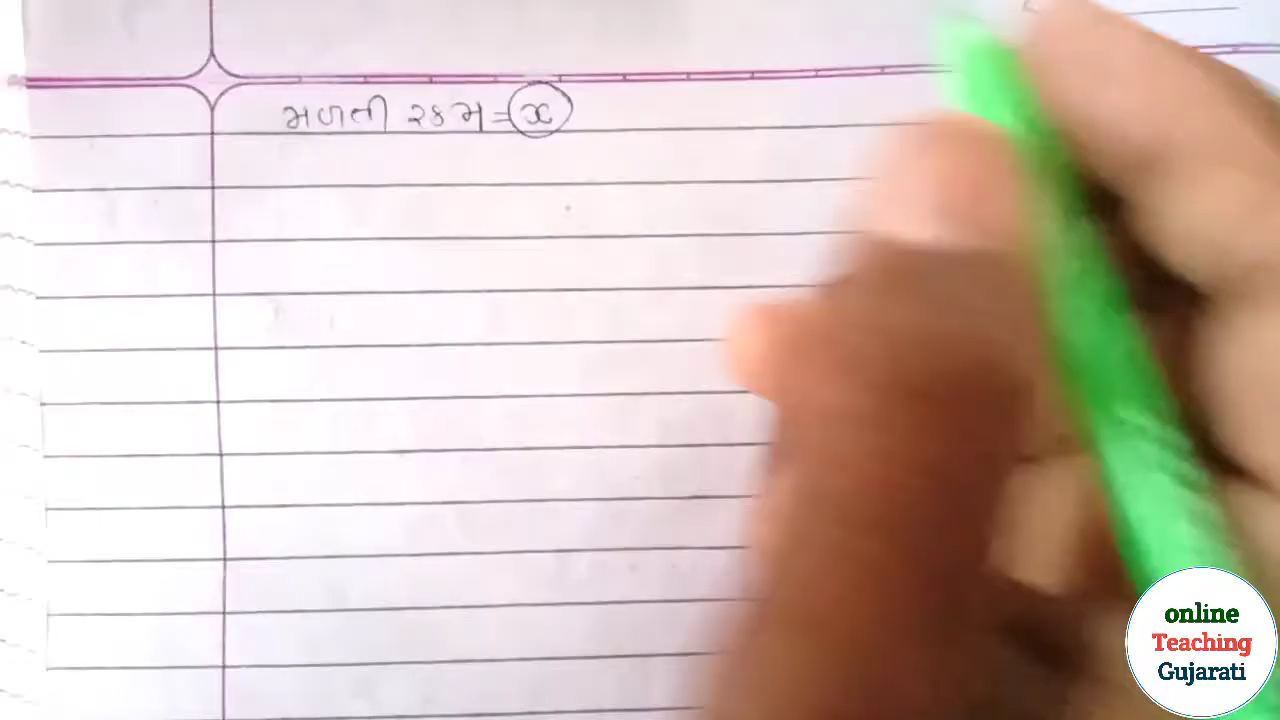 મળતી રકમ = x
online
Teaching
Gujarati